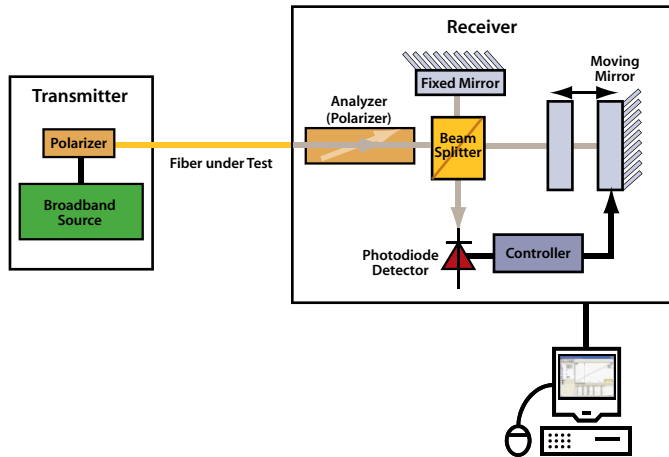 Receiver
Moving
Mirror
Fixed Mirror
Transmitter
Analyzer
(Polarizer)
Polarizer
Beam
Splitter
Fiber under Test
Broadband
Source
Photodiode
Detector
Controller